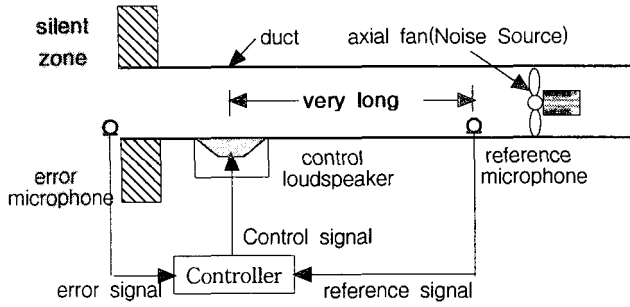 silent
zone
duct
axial fan(Noise Source)
very long
error
microphone
control
loudspeaker
reference
microphone
Control signal
Controller
error signal
reference signal